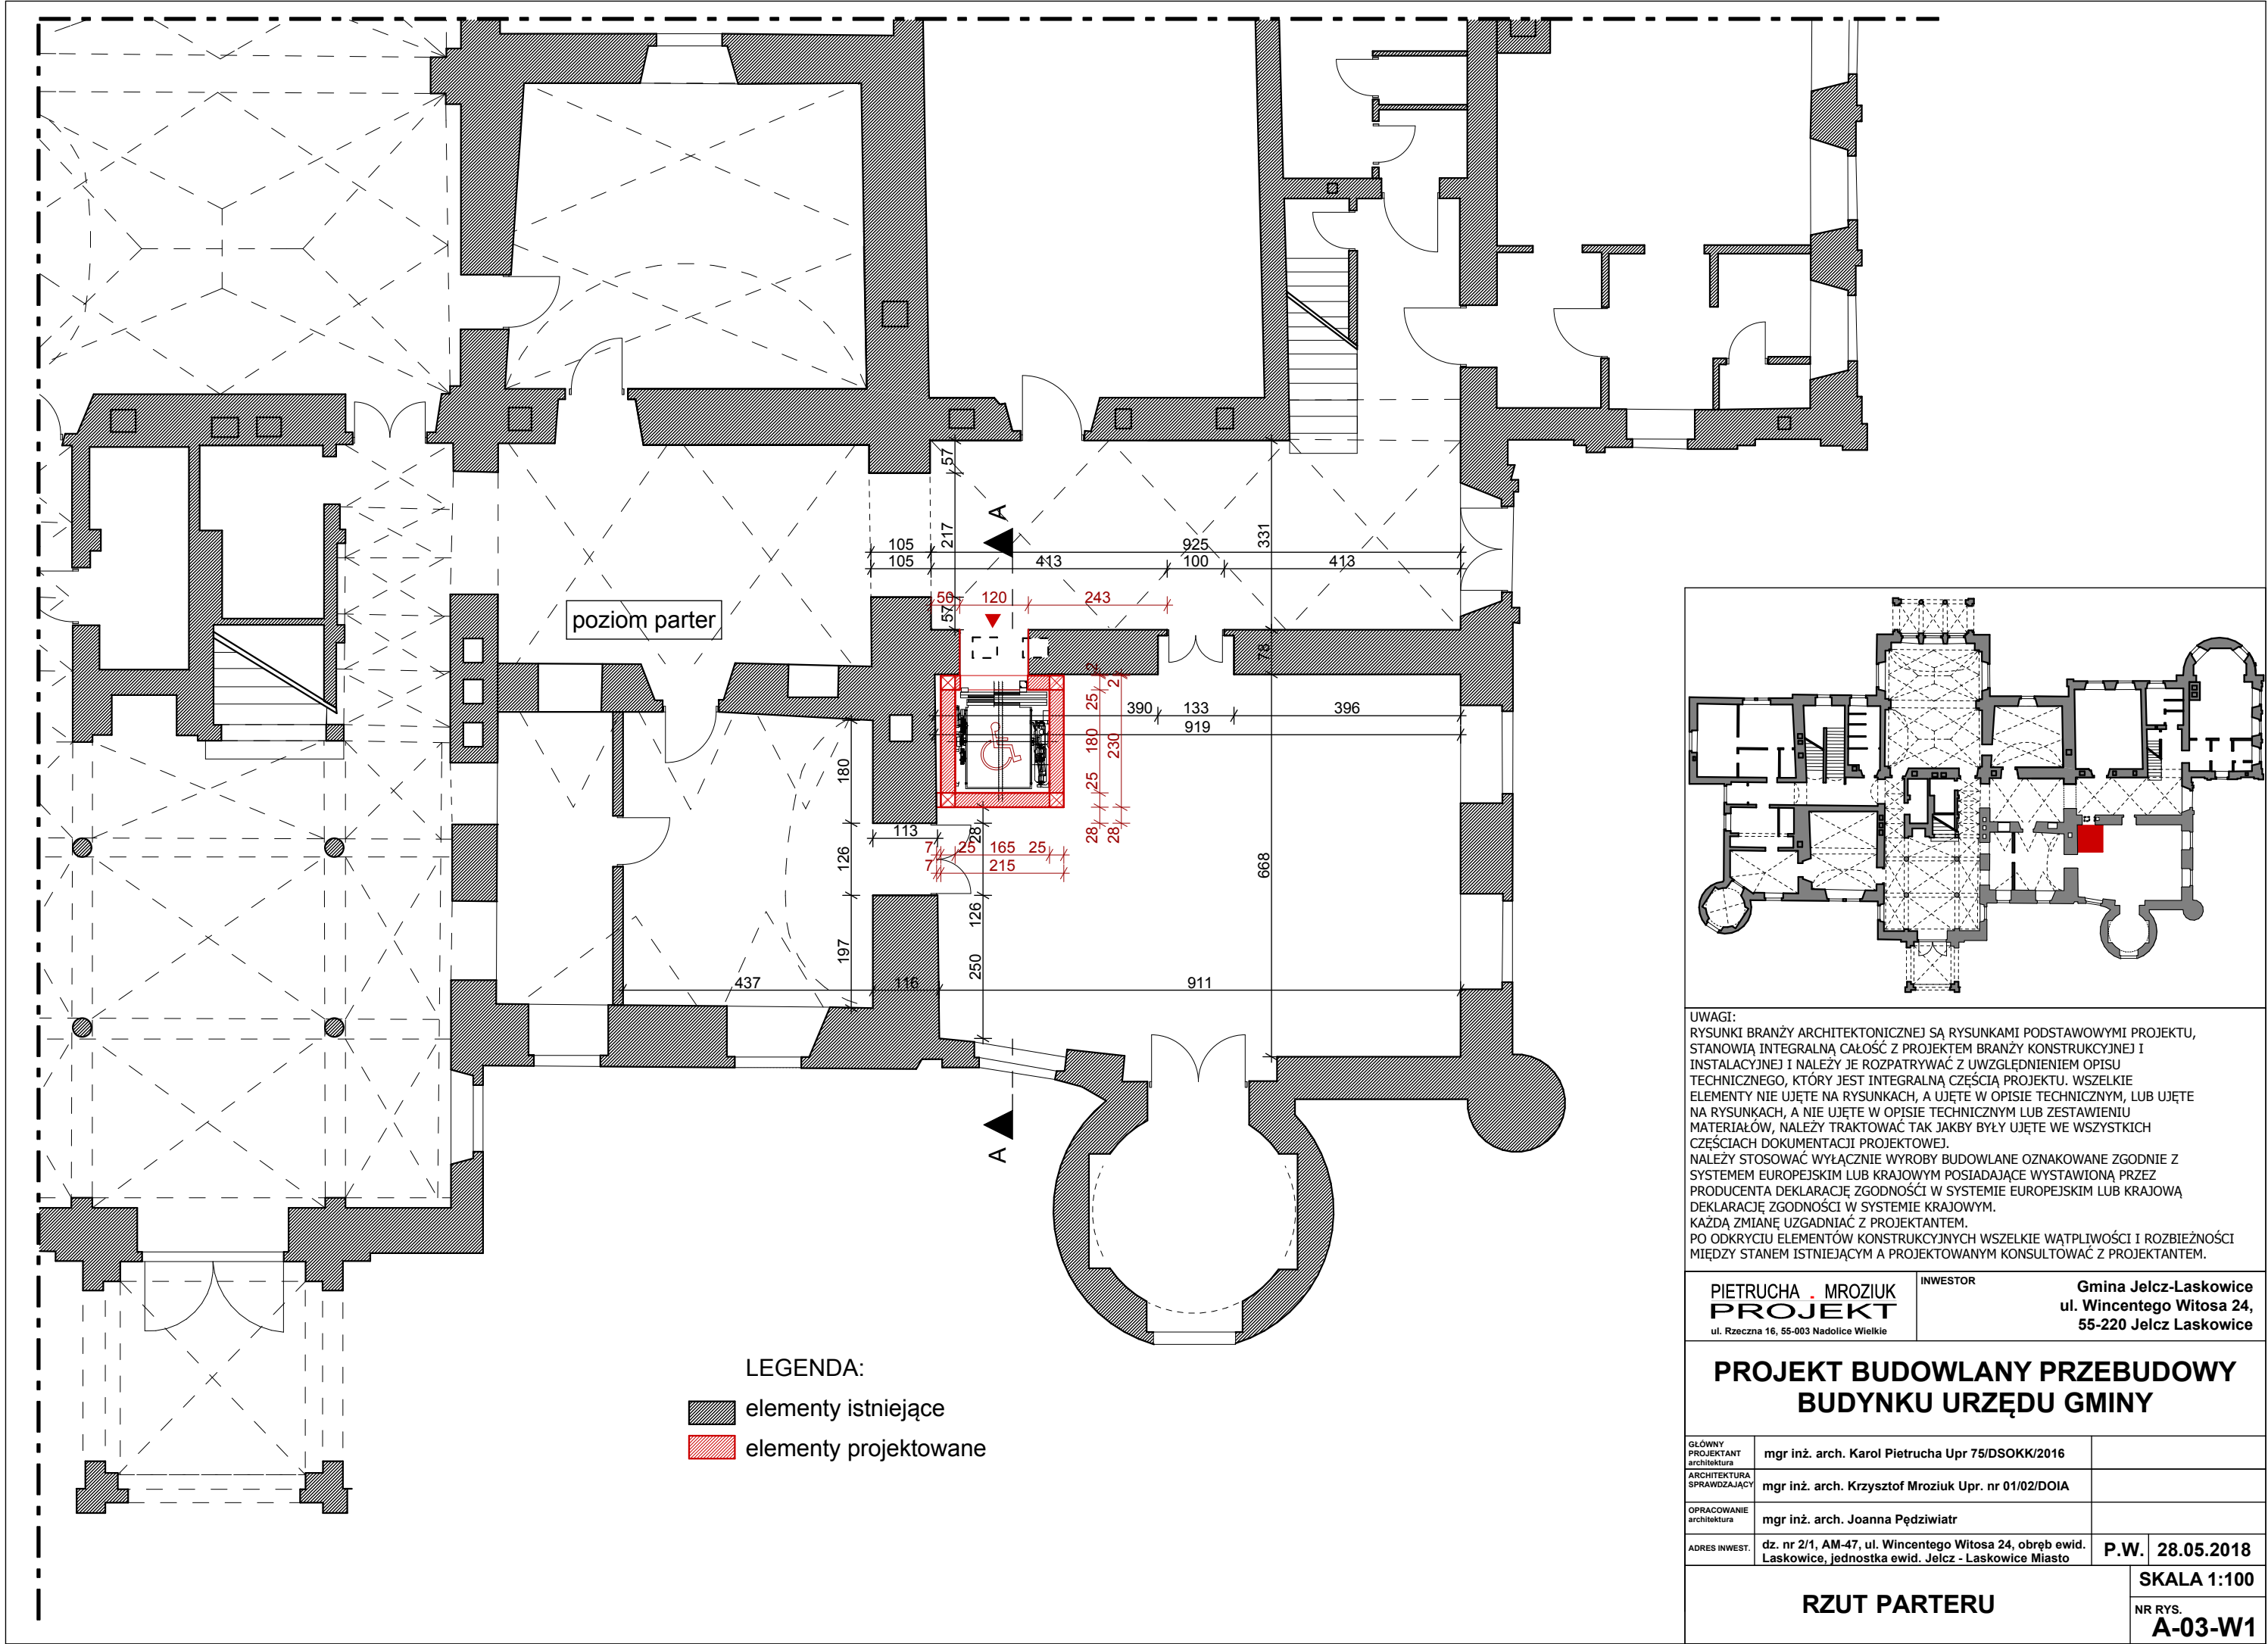 57
217
57
A
105
925
105
413
100
413
331
50
120
243
poziom parter
78
2
25
180
25
28
2
230
28
390
133
396
919
180
113
28
126
7
25
165
25
7
215
126
197
250
668
437
116
911
A
LEGENDA:
elementy istniejące
elementy projektowane
UWAGI:
RYSUNKI BRANŻY ARCHITEKTONICZNEJ SĄ RYSUNKAMI PODSTAWOWYMI PROJEKTU,
STANOWIĄ INTEGRALNĄ CAŁOŚĆ Z PROJEKTEM BRANŻY KONSTRUKCYJNEJ I
INSTALACYJNEJ I NALEŻY JE ROZPATRYWAĆ Z UWZGLĘDNIENIEM OPISU
TECHNICZNEGO, KTÓRY JEST INTEGRALNĄ CZĘŚCIĄ PROJEKTU. WSZELKIE
ELEMENTY NIE UJĘTE NA RYSUNKACH, A UJĘTE W OPISIE TECHNICZNYM, LUB UJĘTE
NA RYSUNKACH, A NIE UJĘTE W OPISIE TECHNICZNYM LUB ZESTAWIENIU
MATERIAŁÓW, NALEŻY TRAKTOWAĆ TAK JAKBY BYŁY UJĘTE WE WSZYSTKICH
CZĘŚCIACH DOKUMENTACJI PROJEKTOWEJ.
NALEŻY STOSOWAĆ WYŁĄCZNIE WYROBY BUDOWLANE OZNAKOWANE ZGODNIE Z
SYSTEMEM EUROPEJSKIM LUB KRAJOWYM POSIADAJĄCE WYSTAWIONĄ PRZEZ
PRODUCENTA DEKLARACJĘ ZGODNOŚĆI W SYSTEMIE EUROPEJSKIM LUB KRAJOWĄ
DEKLARACJĘ ZGODNOŚCI W SYSTEMIE KRAJOWYM.
KAŻDĄ ZMIANĘ UZGADNIAĆ Z PROJEKTANTEM.
PO ODKRYCIU ELEMENTÓW KONSTRUKCYJNYCH WSZELKIE WĄTPLIWOŚCI I ROZBIEŻNOŚCI
MIĘDZY STANEM ISTNIEJĄCYM A PROJEKTOWANYM KONSULTOWAĆ Z PROJEKTANTEM.
PIETRUCHA . MROZIUK
PROJEKT
ul. Rzeczna 16, 55-003 Nadolice Wielkie
INWESTOR
Gmina Jelcz-Laskowice
ul. Wincentego Witosa 24,
55-220 Jelcz Laskowice
PROJEKT BUDOWLANY PRZEBUDOWY
BUDYNKU URZĘDU GMINY
GŁÓWNY
PROJEKTANT
architektura
mgr inż. arch. Karol Pietrucha Upr 75/DSOKK/2016
ARCHITEKTURA
SPRAWDZAJĄCY
mgr inż. arch. Krzysztof Mroziuk Upr. nr 01/02/DOIA
OPRACOWANIE
architektura
mgr inż. arch. Joanna Pędziwiatr
ADRES INWEST.
dz. nr 2/1, AM-47, ul. Wincentego Witosa 24, obręb ewid.
Laskowice, jednostka ewid. Jelcz - Laskowice Miasto
P.W.
28.05.2018
RZUT PARTERU
SKALA 1:100
NR RYS.
A-03-W1